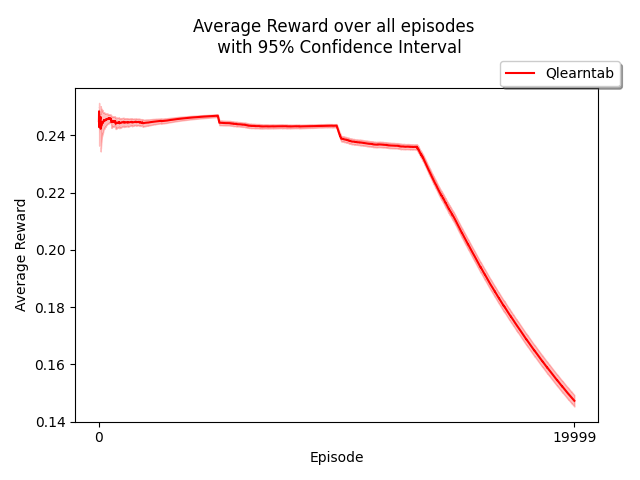 Average Reward over all episodes
with 95% Confidence Interval
Qlearntab
Average Reward
0.24
0.22
0.20
0.18
0.16
0.14
0
19999
Episode